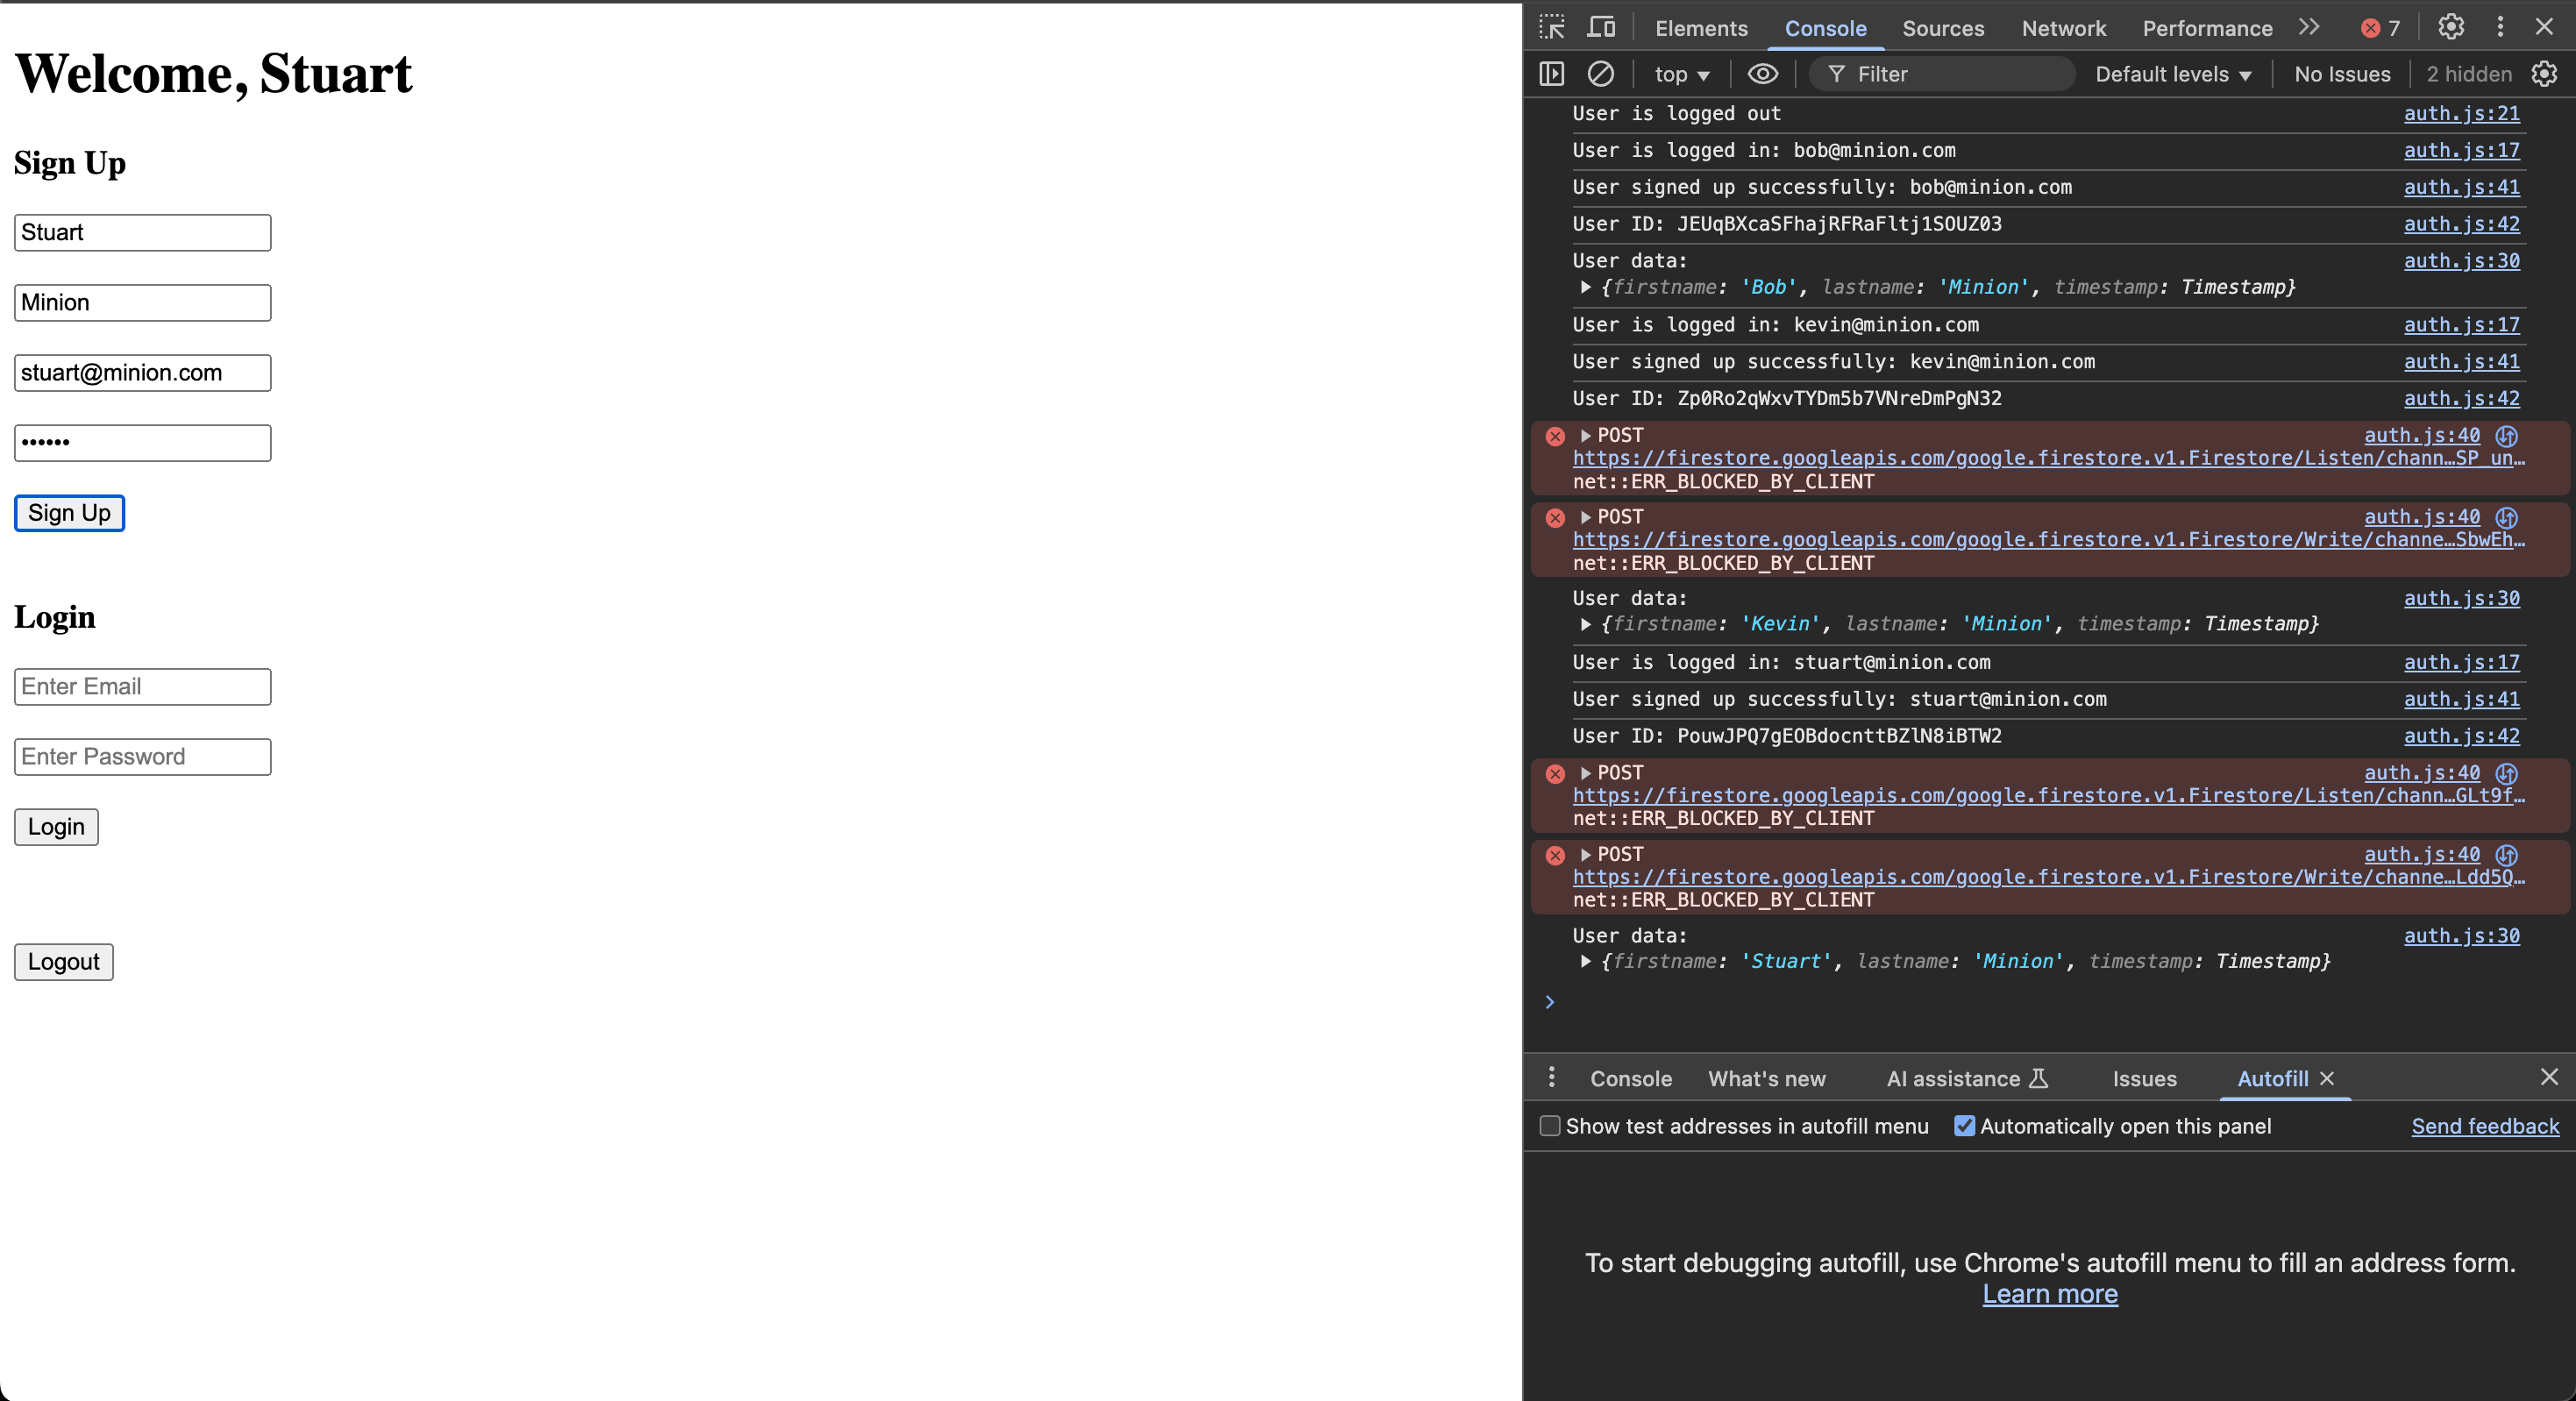 Welcome, Stuart
Sign Up
Stuart
Minion
stuart@minion.com
••••••
Sign Up
Login
Enter Email
Enter Password
Login
Logout
Elements Console Sources Network Performance 7
top Filter Default levels No Issues 2 hidden
User is logged out auth.js:21
User is logged in: bob@minion.com auth.js:17
User signed up successfully: bob@minion.com auth.js:41
User ID: JEUqBXcaSFhajRFRaFltj1SOUZ03 auth.js:42
User data: auth.js:30
{firstname: 'Bob', lastname: 'Minion', timestamp: Timestamp}
User is logged in: kevin@minion.com auth.js:17
User signed up successfully: kevin@minion.com auth.js:41
User ID: Zp0Ro2qWxvTYDm5b7VNreDmPgN32 auth.js:42
POST auth.js:40
https://firestore.googleapis.com/google.firestore.v1.Firestore/Listen/chann…SP_un…
net::ERR_BLOCKED_BY_CLIENT
POST auth.js:40
https://firestore.googleapis.com/google.firestore.v1.Firestore/Write/channe…SbwEh…
net::ERR_BLOCKED_BY_CLIENT
User data: auth.js:30
{firstname: 'Kevin', lastname: 'Minion', timestamp: Timestamp}
User is logged in: stuart@minion.com auth.js:17
User signed up successfully: stuart@minion.com auth.js:41
User ID: PouwJPQ7gEOBdocnttBZlN8iBTW2 auth.js:42
POST auth.js:40
https://firestore.googleapis.com/google.firestore.v1.Firestore/Listen/chann…GLt9f…
net::ERR_BLOCKED_BY_CLIENT
POST auth.js:40
https://firestore.googleapis.com/google.firestore.v1.Firestore/Write/channe…Ldd5Q…
net::ERR_BLOCKED_BY_CLIENT
User data: auth.js:30
{firstname: 'Stuart', lastname: 'Minion', timestamp: Timestamp}
Console What's new AI assistance Issues Autofill
Show test addresses in autofill menu Automatically open this panel Send feedback
To start debugging autofill, use Chrome's autofill menu to fill an address form.
Learn more